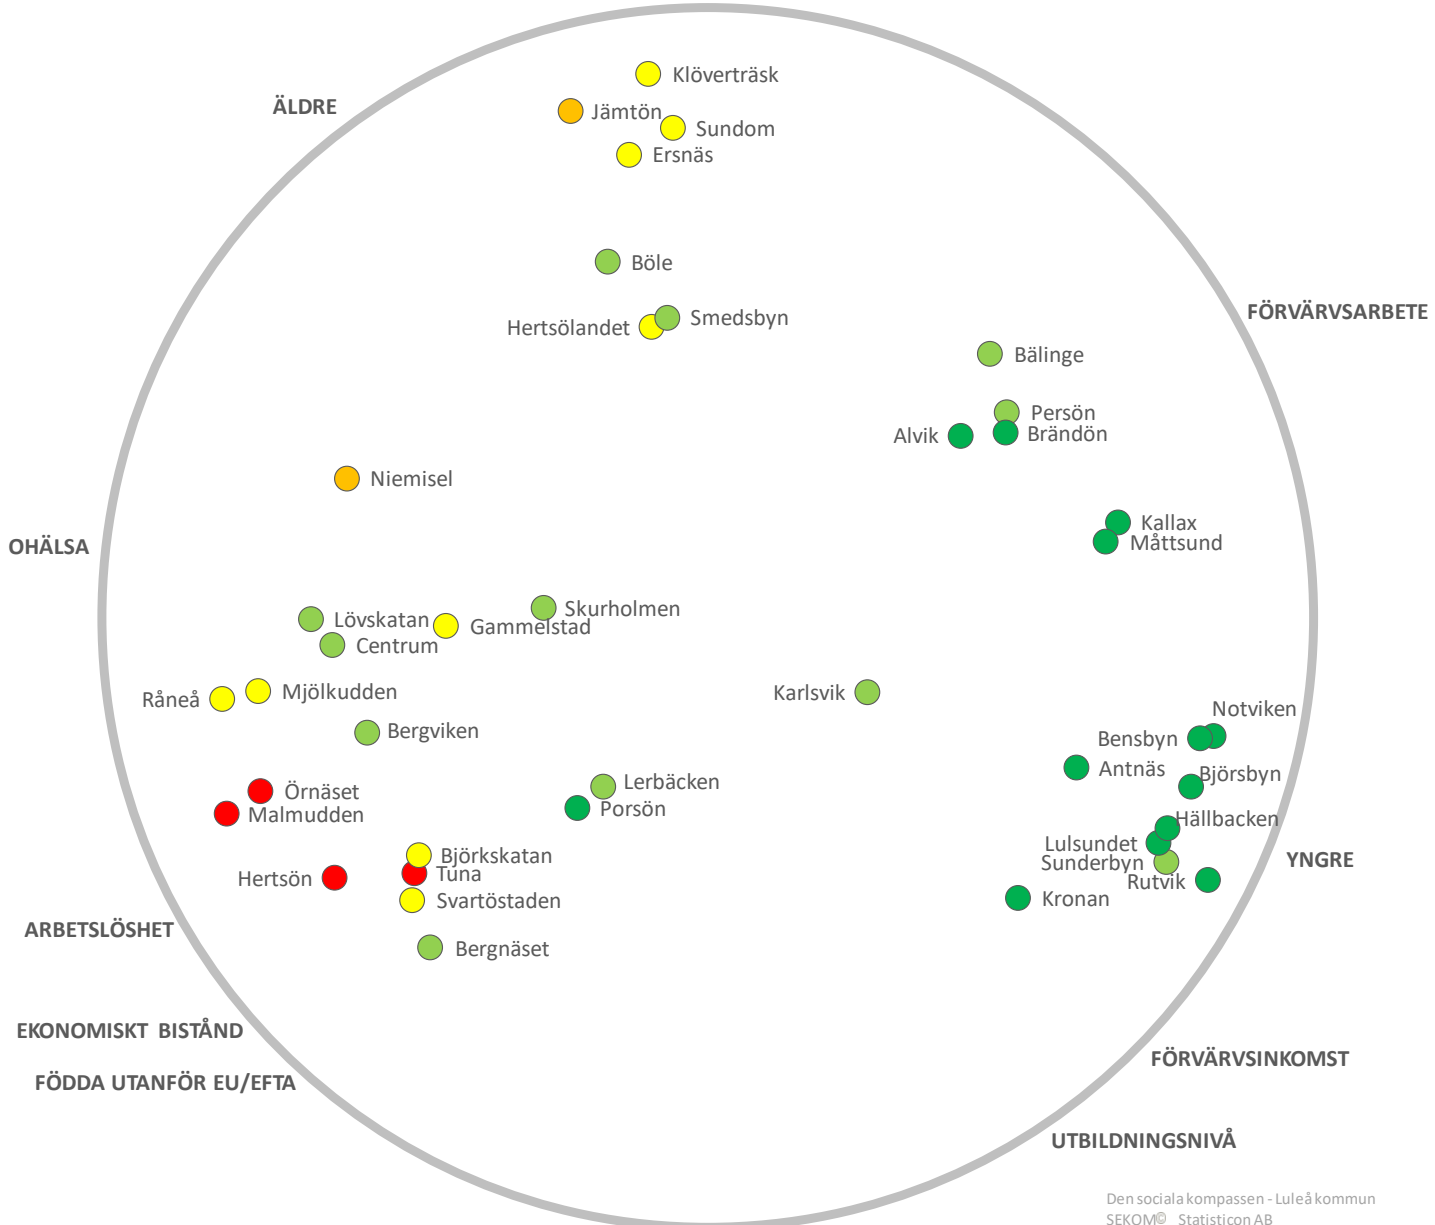 Klöverträsk
ÄLDRE
Jämtön
Sundom
Ersnäs
Böle
FÖRVÄRVSARBETE
Smedsbyn
Hertsölandet
Bälinge
Persön
Alvik
Brändön
Niemisel
Kallax
Måttsund
OHÄLSA
Skurholmen
Lövskatan
Gammelstad
Centrum
Mjölkudden
Karlsvik
Råneå
Notviken
Bergviken
Bensbyn
Antnäs
Björsbyn
Lerbäcken
Örnäset
Porsön
Malmudden
Hällbacken
Lulsundet
Björkskatan
YNGRE
Sunderbyn
Tuna
Hertsön
Rutvik
Svartöstaden
Kronan
ARBETSLÖSHET
Bergnäset
EKONOMISKT BISTÅND
FÖRVÄRVSINKOMST
FÖDDA UTANFÖR EU/EFTA
UTBILDNINGSNIVÅ
Den sociala kompassen - Luleå kommun
SEKOM© Statisticon AB